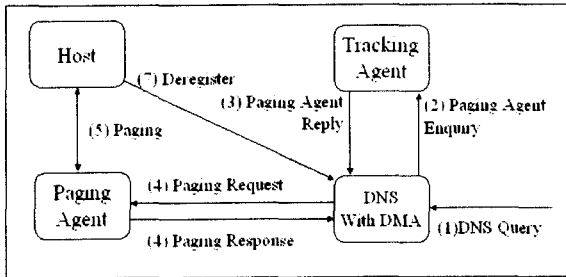 Host
Tracking
Agent
(7) Deregister
(3) Paging Agent
Reply
(2) Paging Agent
Enquiry
(5) Paging
Paging
Agent
(4) Paging Request
DNS
With DMA
(4) Paging Response
(1)DNS Query